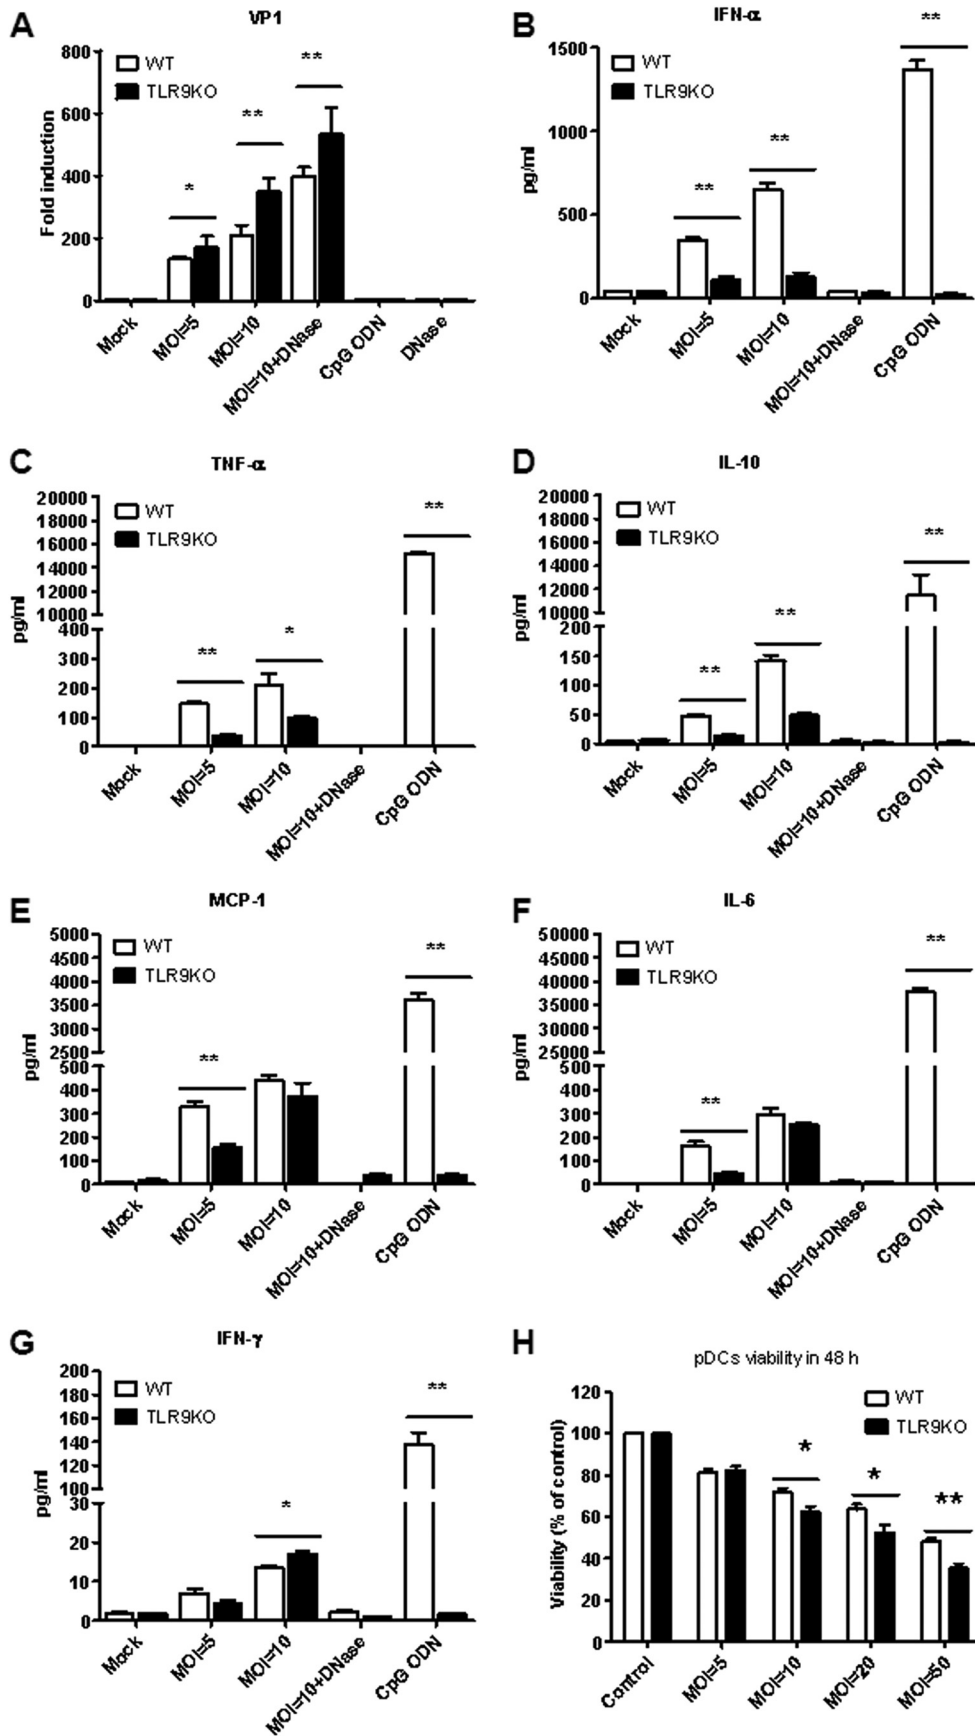 A
VP1
800
600
400
200
0
Fold induction
WT
TLR9KO
*
**
**
Mock
MOI=5
MOI=10
MOI=10+DNase
CpG ODN
DNase
B
IFN-α
1500
1000
500
0
pg/ml
WT
TLR9KO
**
**
**
Mock
MOI=5
MOI=10
MOI=10+DNase
CpG ODN
C
TNF-α
20000
18000
16000
14000
12000
10000
400
300
200
100
0
pg/ml
WT
TLR9KO
**
*
**
Mock
MOI=5
MOI=10
MOI=10+DNase
CpG ODN
D
IL-10
20000
18000
16000
14000
12000
10000
200
150
100
50
0
pg/ml
WT
TLR9KO
**
**
**
Mock
MOI=5
MOI=10
MOI=10+DNase
CpG ODN
E
MCP-1
5000
4500
4000
3500
3000
2500
500
400
300
200
100
0
pg/ml
WT
TLR9KO
**
**
Mock
MOI=5
MOI=10
MOI=10+DNase
CpG ODN
F
IL-6
50000
45000
40000
35000
30000
25000
500
400
300
200
100
0
pg/ml
WT
TLR9KO
**
**
Mock
MOI=5
MOI=10
MOI=10+DNase
CpG ODN
G
IFN-γ
200
180
160
140
120
100
30
20
10
0
pg/ml
WT
TLR9KO
*
**
Mock
MOI=5
MOI=10
MOI=10+DNase
CpG ODN
H
pDCs viability in 48 h
120
100
80
60
40
20
0
Viability (% of control)
WT
TLR9KO
*
*
**
Control
MOI=5
MOI=10
MOI=20
MOI=50